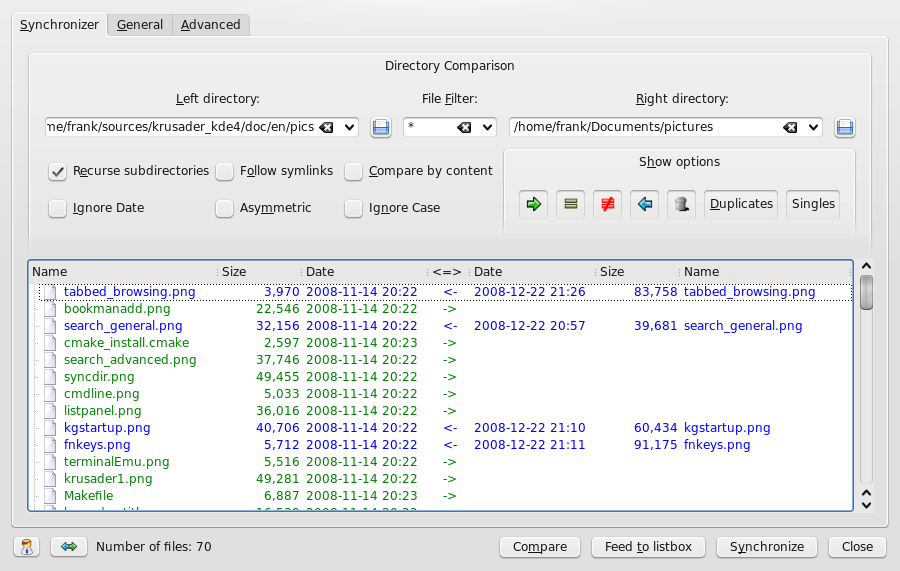 Synchronizer General Advanced
Directory Comparison
Left directory: File Filter: Right directory:
me/frank/sources/krusader_kde4/doc/en/pics * /home/frank/Documents/pictures
Recurse subdirectories Follow symlinks Compare by content Show options
Ignore Date Asymmetric Ignore Case Duplicates Singles
Name Size Date <=> Date Size Name
tabbed_browsing.png 3,970 2008-11-14 20:22 <- 2008-12-22 21:26 83,758 tabbed_browsing.png
bookmanadd.png 22,546 2008-11-14 20:22 ->
search_general.png 32,156 2008-11-14 20:22 <- 2008-12-22 20:57 39,681 search_general.png
cmake_install.cmake 2,597 2008-11-14 20:23 ->
search_advanced.png 37,746 2008-11-14 20:22 ->
syncdir.png 49,455 2008-11-14 20:22 ->
cmdline.png 5,033 2008-11-14 20:22 ->
listpanel.png 36,016 2008-11-14 20:22 ->
kgstartup.png 40,706 2008-11-14 20:22 <- 2008-12-22 21:10 60,434 kgstartup.png
fnkeys.png 5,712 2008-11-14 20:22 <- 2008-12-22 21:11 91,175 fnkeys.png
terminalEmu.png 5,516 2008-11-14 20:22 ->
krusader1.png 49,281 2008-11-14 20:22 ->
Makefile 6,887 2008-11-14 20:23 ->
Number of files: 70 Compare Feed to listbox Synchronize Close